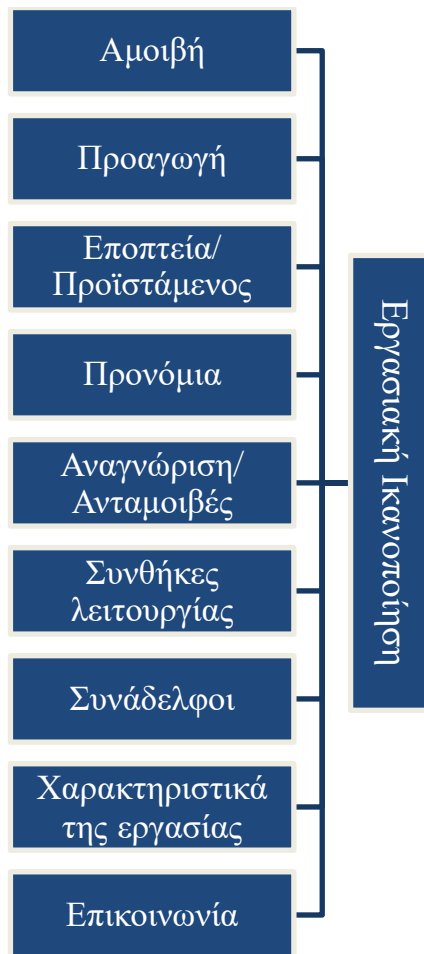 Αμοιβή
Προαγωγή
Εποπτεία/
Προϊστάμενος
Προνόμια
Αναγνώριση/
Ανταμοιβές
Συνθήκες
λειτουργίας
Συνάδελφοι
Χαρακτηριστικά
της εργασίας
Επικοινωνία
Εργασιακή Ικανοποίηση